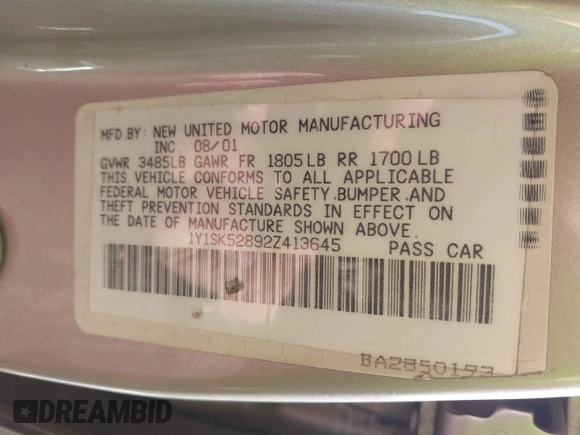 MFD BY: NEW UNITED MOTOR MANUFACTURING
INC. 08/01
GVWR 3485LB GAWR FR 1805LB RR 1700LB
THIS VEHICLE CONFORMS TO ALL APPLICABLE
FEDERAL MOTOR VEHICLE SAFETY,BUMPER,AND
THEFT PREVENTION STANDARDS IN EFFECT ON
THE DATE OF MANUFACTURE SHOWN ABOVE.
1Y1SK52892Z413645 PASS CAR
BA2850173
DREAMBID